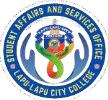 STUDENT AFFAIRS AND SERVICES OFFICE
LAPU-LAPU CITY COLLEGE